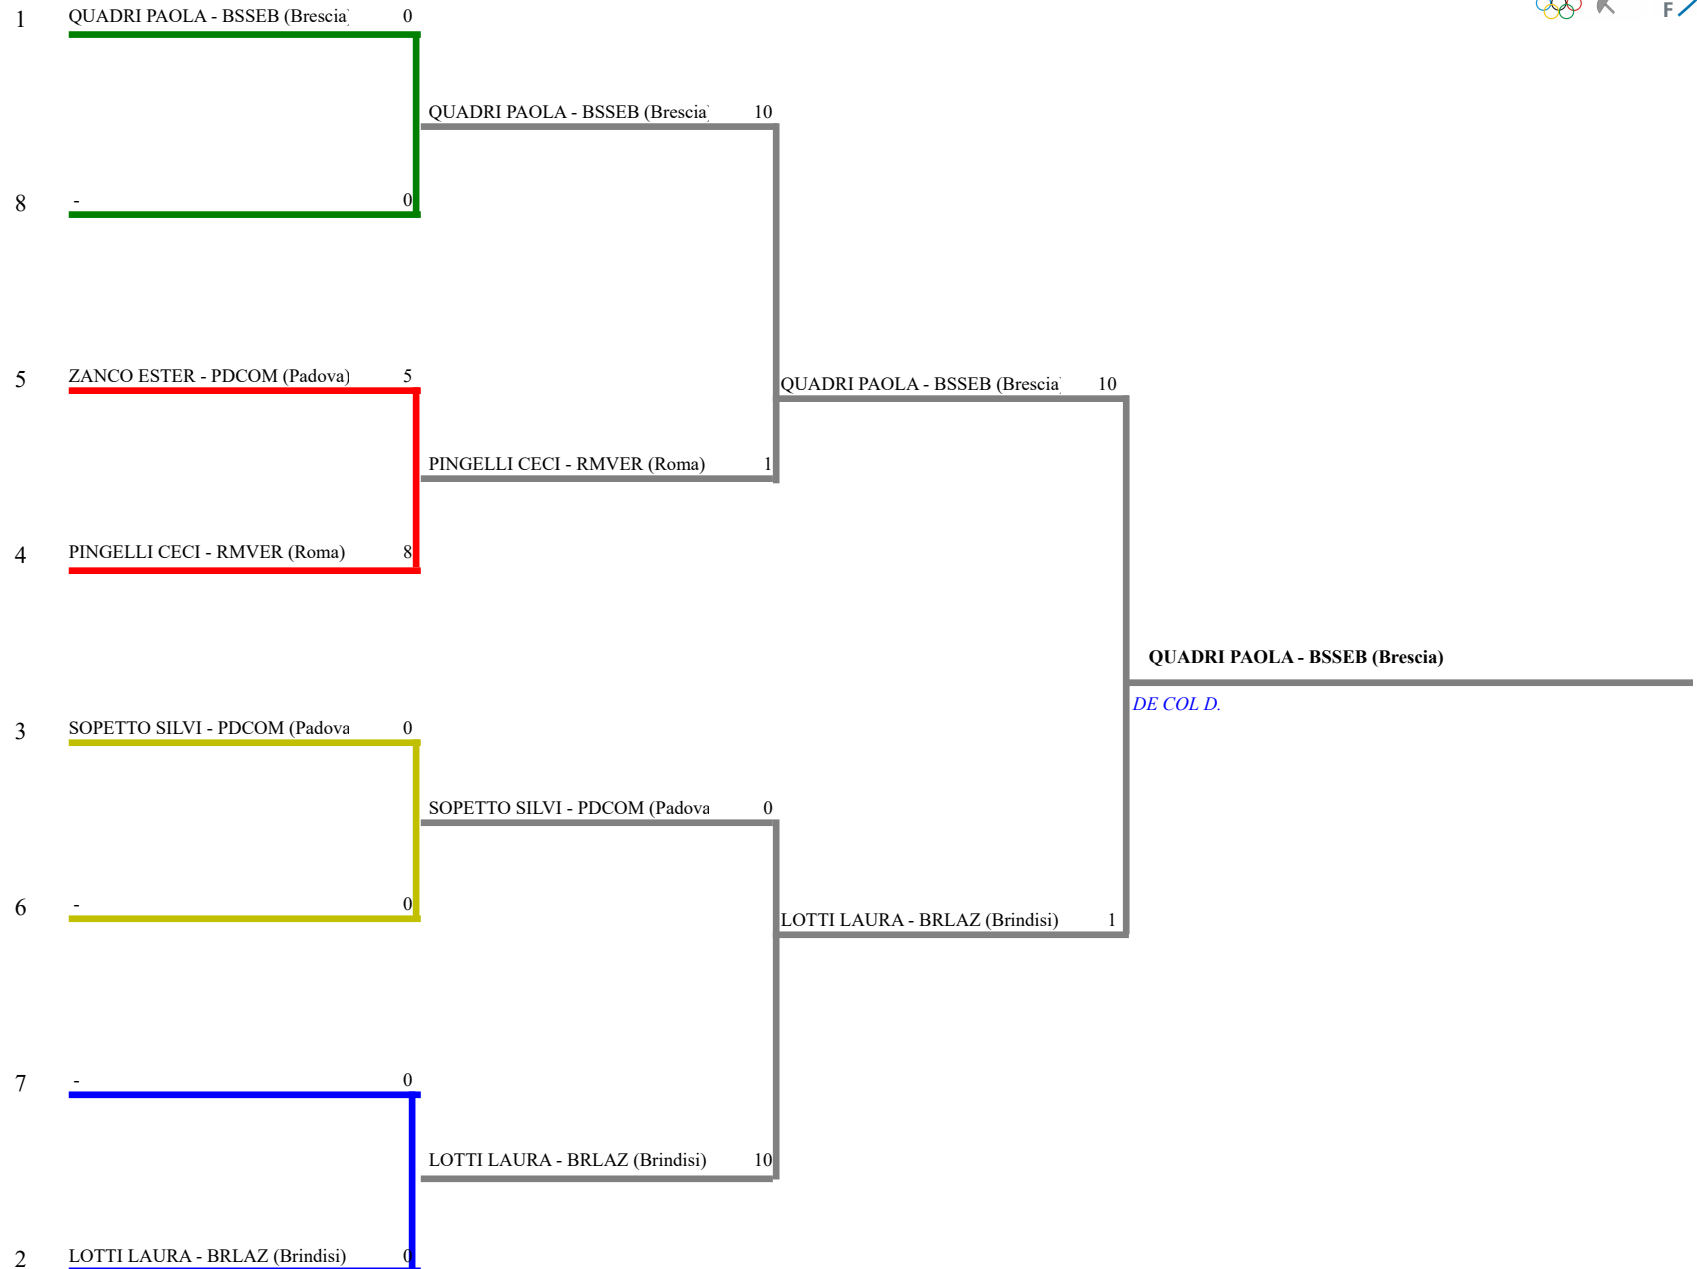 1 QUADRI PAOLA - BSSEB (Brescia 0
QUADRI PAOLA - BSSEB (Brescia 10
8 - 0
5 ZANCO ESTER - PDCOM (Padova) 5
QUADRI PAOLA - BSSEB (Brescia 10
PINGELLI CECI - RMVER (Roma) 1
4 PINGELLI CECI - RMVER (Roma) 8
QUADRI PAOLA - BSSEB (Brescia)
DE COL D.
3 SOPETTO SILVI - PDCOM (Padova 0
SOPETTO SILVI - PDCOM (Padova 0
6 - 0
LOTTI LAURA - BRLAZ (Brindisi) 1
7 - 0
LOTTI LAURA - BRLAZ (Brindisi) 10
2 LOTTI LAURA - BRLAZ (Brindisi) 0
F